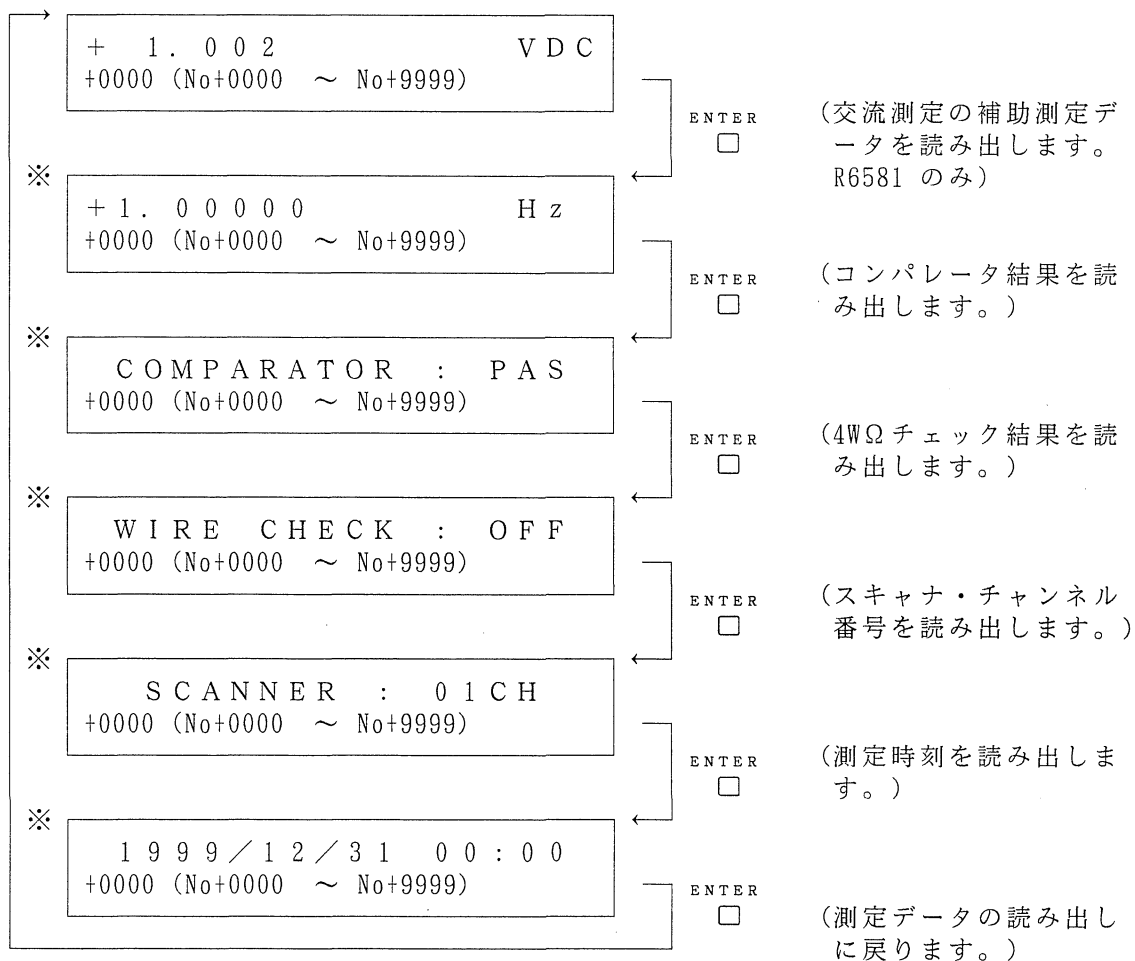 + 1.002 VDC
+0000 (No+0000 ～ No+9999)
ENTER
(交流測定の補助測定デ
ータを読み出します。
R6581 のみ)
※
+1.00000 Hz
+0000 (No+0000 ～ No+9999)
ENTER
(コンパレータ結果を読
み出します。)
※
COMPARATOR : PAS
+0000 (No+0000 ～ No+9999)
ENTER
(4WΩチェック結果を読
み出します。)
※
WIRE CHECK : OFF
+0000 (No+0000 ～ No+9999)
ENTER
(スキャナ・チャンネル
番号を読み出します。)
※
SCANNER : 01CH
+0000 (No+0000 ～ No+9999)
ENTER
(測定時刻を読み出しま
す。)
※
1999／12／31 00:00
+0000 (No+0000 ～ No+9999)
ENTER
(測定データの読み出し
に戻ります。)